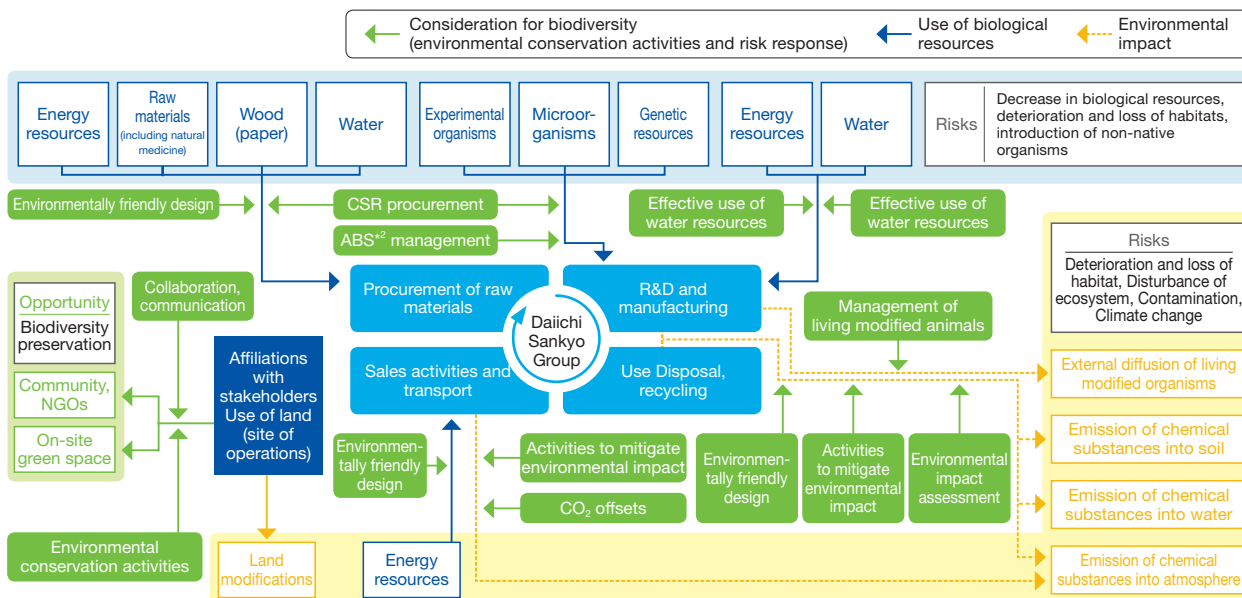 Consideration for biodiversity
(environmental conservation activities and risk response)
Use of biological
resources
Environmental
impact
Energy
resources
Raw
materials
(including natural
medicine)
Wood
(paper)
Water
Experimental
organisms
Microor-
ganisms
Genetic
resources
Energy
resources
Water
Risks
Decrease in biological resources,
deterioration and loss of habitats,
introduction of non-native
organisms
Environmentally friendly design
CSR procurement
ABS*2 management
Effective use of
water resources
Effective use of
water resources
Risks
Deterioration and loss of
habitat, Disturbance of
ecosystem, Contamination,
Climate change
Collaboration,
communication
Opportunity
Biodiversity
preservation
Community,
NGOs
On-site
green space
Affiliations
with
stakeholders
Use of land
(site of
operations)
Procurement of raw
materials
R&D and
manufacturing
Daiichi
Sankyo
Group
Sales activities and
transport
Use Disposal,
recycling
Management of
living modified animals
External diffusion of living
modified organisms
Emission of chemical
substances into soil
Emission of chemical
substances into water
Emission of chemical
substances into atmosphere
Environmen-
tally friendly
design
Activities to mitigate
environmental impact
CO2 offsets
Environmen-
tally friendly
design
Activities
to mitigate
environmental
impact
Environmental
impact
assessment
Environmental
conservation activities
Land
modifications
Energy
resources